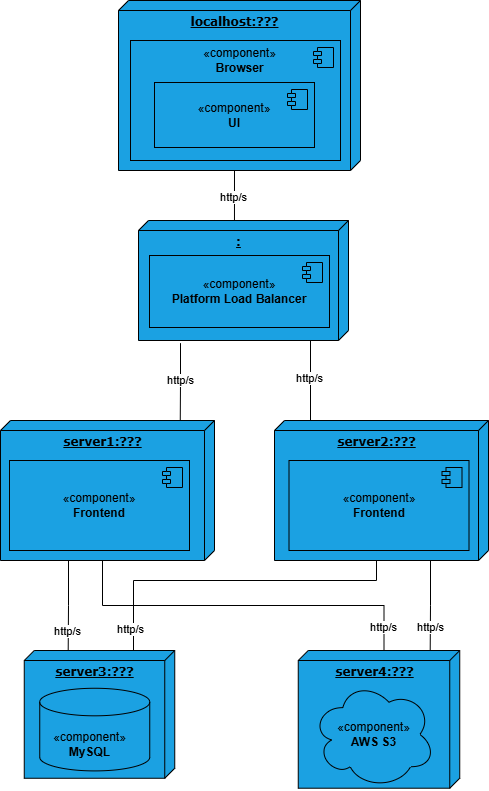 localhost:???
«component»
Browser
«component»
UI
http/s
:
«component»
Platform Load Balancer
http/s
http/s
server1:???
«component»
Frontend
server2:???
«component»
Frontend
http/s
http/s
http/s
http/s
server3:???
«component»
MySQL
server4:???
«component»
AWS S3